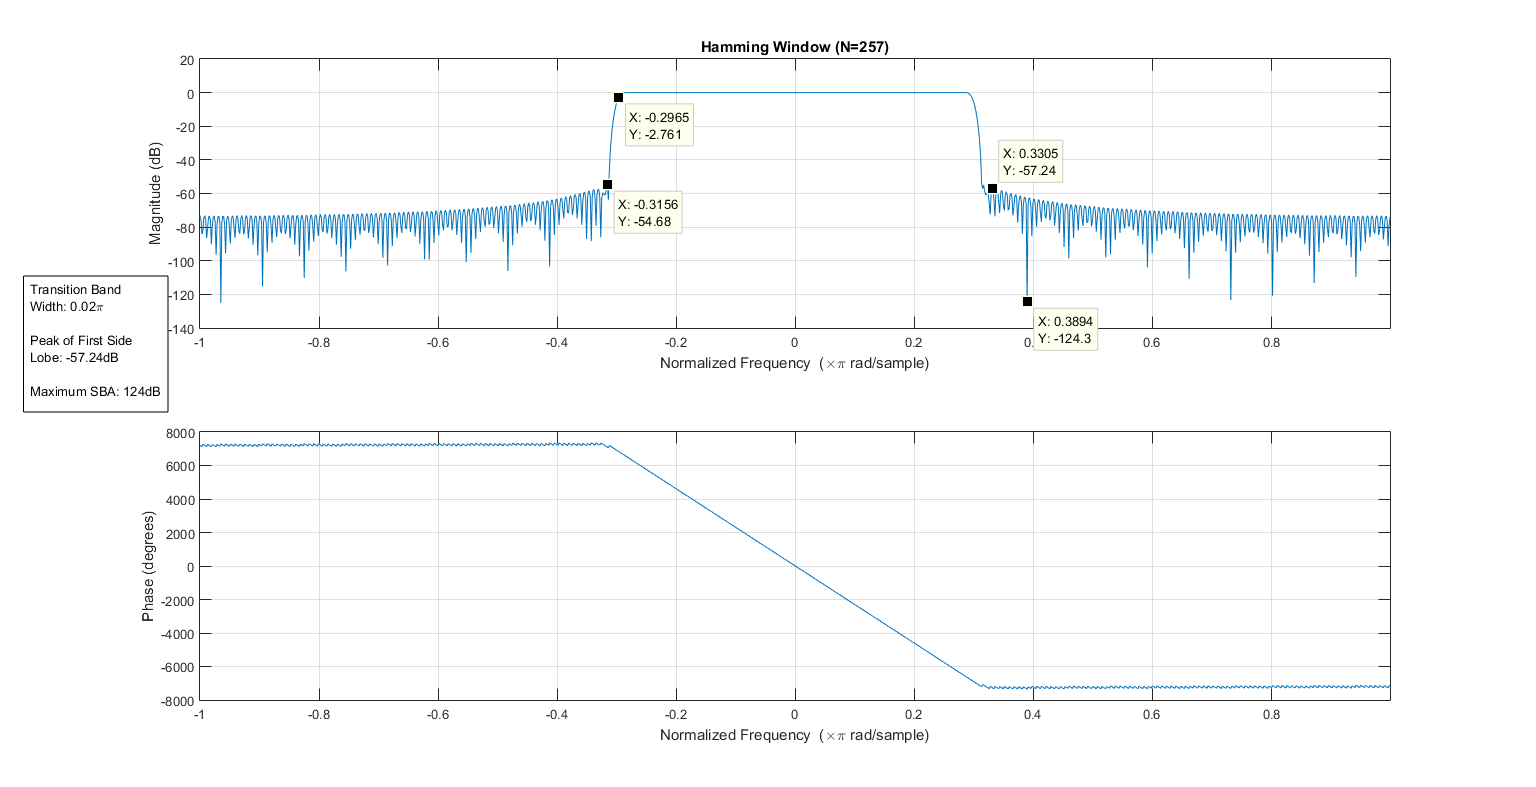 Hamming Window (N=257)
20
0
-20
-40
-60
-80
-100
-120
-140
Magnitude (dB)
X: -0.2965
Y: -2.761
X: -0.3156
Y: -54.68
X: 0.3305
Y: -57.24
X: 0.3894
Y: -124.3
-1 -0.8 -0.6 -0.4 -0.2 0 0.2 0. 0.6 0.8
Normalized Frequency (×π rad/sample)
Transition Band
Width: 0.02π
Peak of First Side
Lobe: -57.24dB
Maximum SBA: 124dB
8000
6000
4000
2000
0
-2000
-4000
-6000
-8000
Phase (degrees)
-1 -0.8 -0.6 -0.4 -0.2 0 0.2 0.4 0.6 0.8
Normalized Frequency (×π rad/sample)